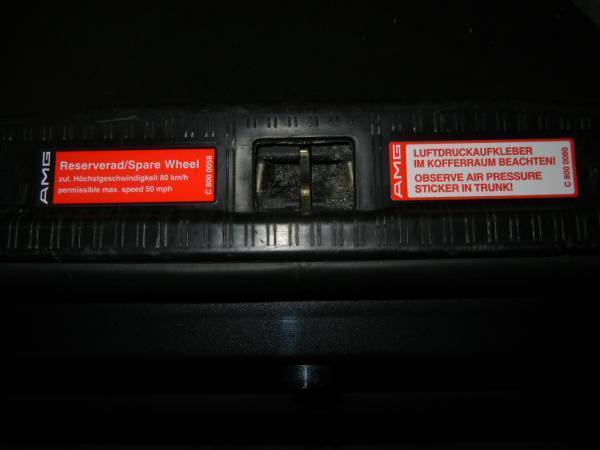 AMG
Reserverad/Spare Wheel
zul. Höchstgeschwindigkeit 80 km/h
permissible max. speed 50 mph
C 800 0058
AMG
LUFTDRUCKAUFKLEBER
IM KOFFERRAUM BEACHTEN!
OBSERVE AIR PRESSURE
STICKER IN TRUNK!
C 800 0060